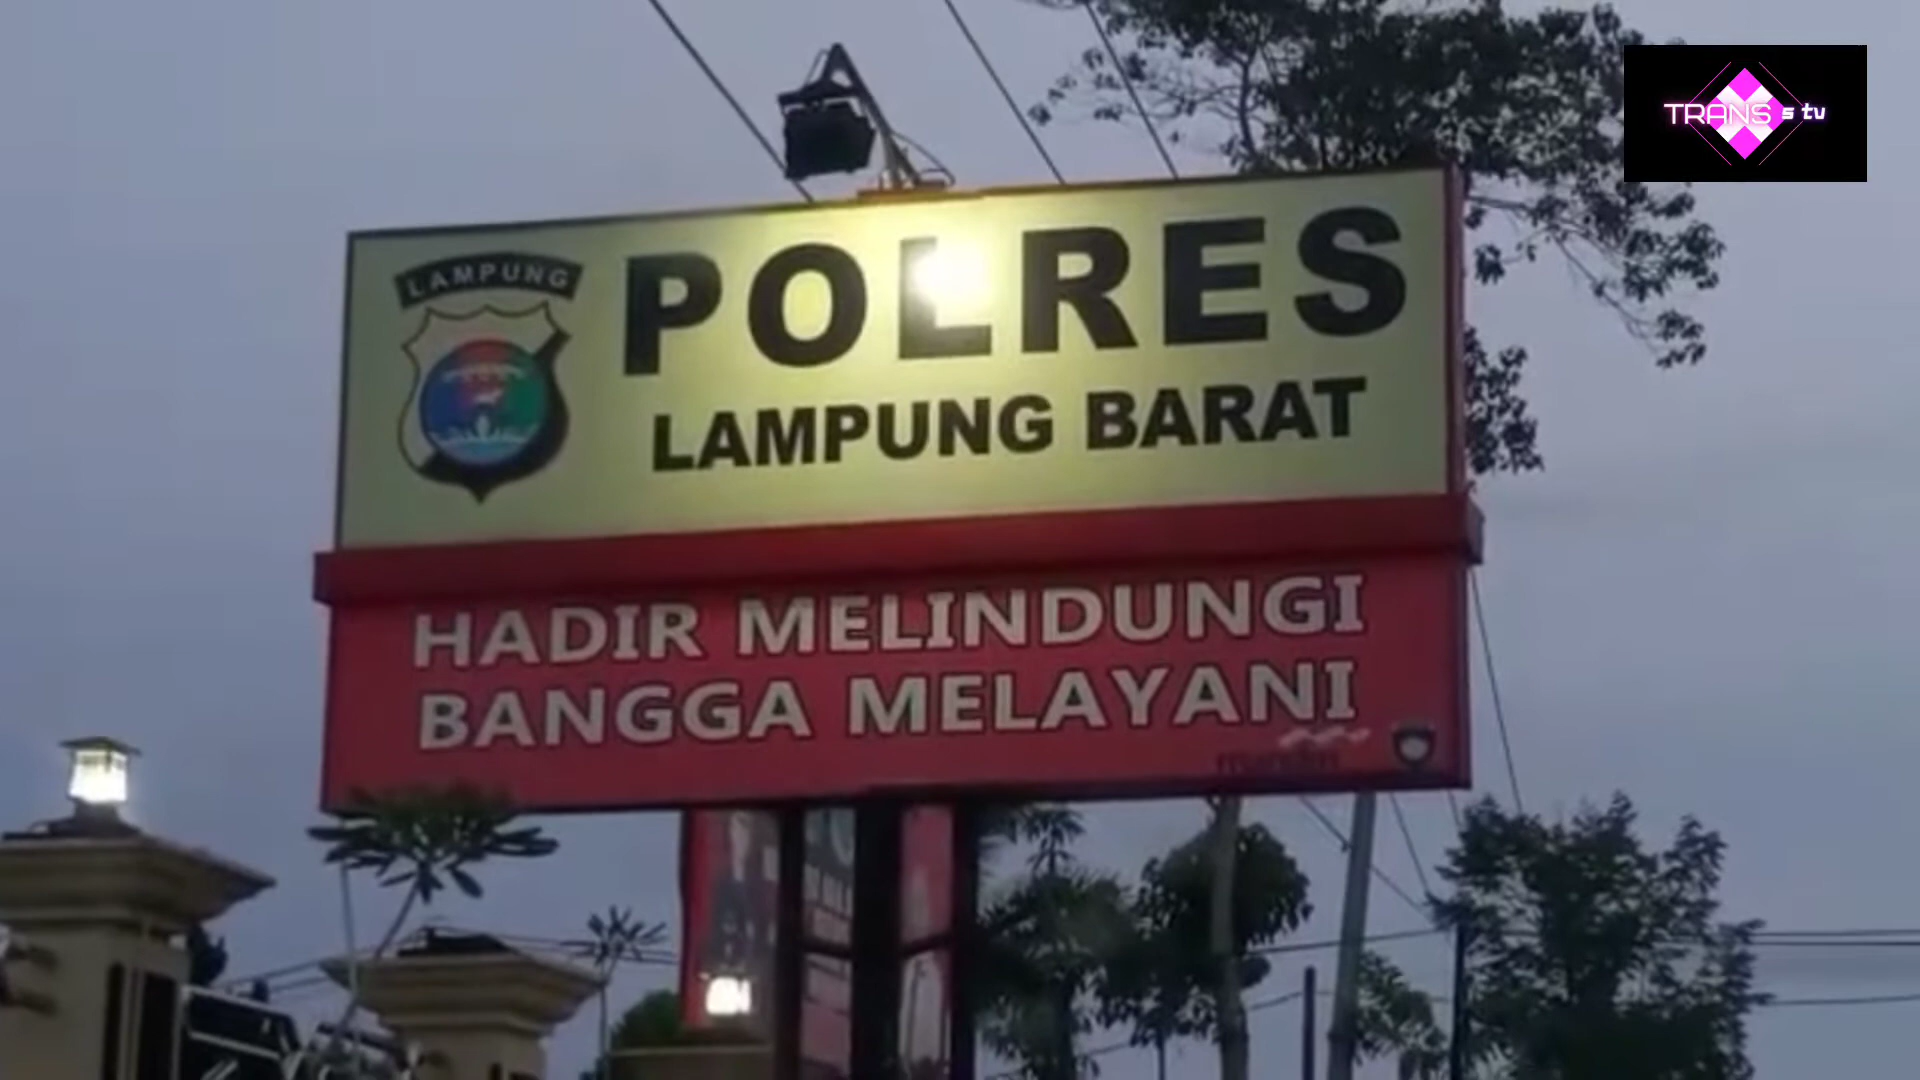 TRANS s tv
LAMPUNG
POLRES
LAMPUNG BARAT
HADIR MELINDUNGI
BANGGA MELAYANI